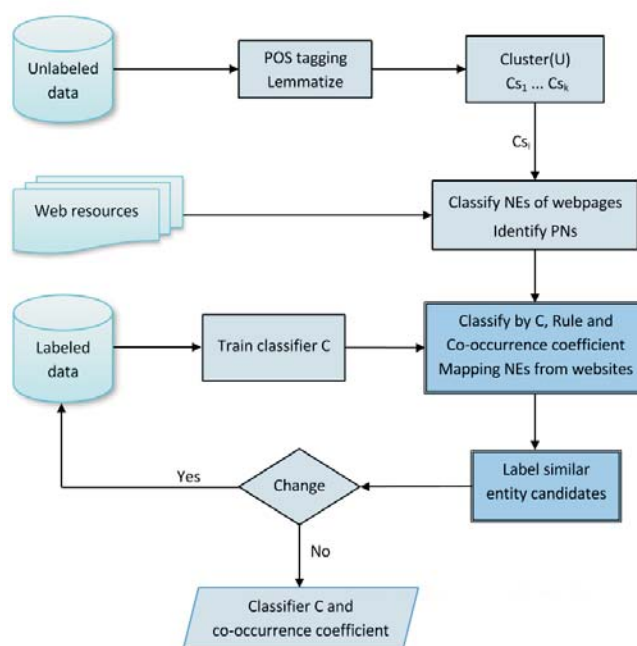 Unlabeled
data
POS tagging
Lemmatize
Cluster(U)
Cs₁ ... Csₖ
Csᵢ
Web resources
Classify NEs of webpages
Identify PNs
Labeled
data
Train classifier C
Classify by C, Rule and
Co-occurrence coefficient
Mapping NEs from websites
Label similar
entity candidates
Change
Yes
No
Classifier C and
co-occurrence coefficient